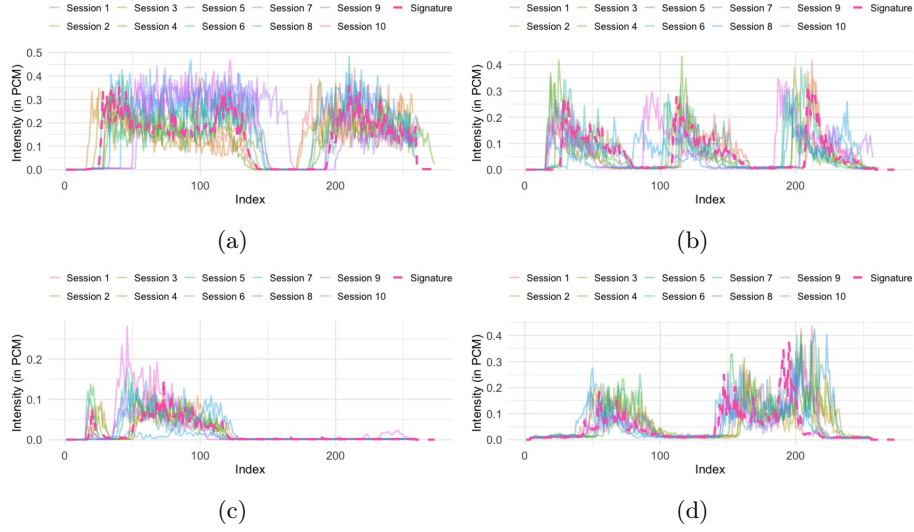 Session 1 Session 3 Session 5 Session 7 Session 9 Signature
Session 2 Session 4 Session 6 Session 8 Session 10
Intensity (in PCM)
0.5
0.4
0.3
0.2
0.1
0.0
0 100 200
Index
(a)
Session 1 Session 3 Session 5 Session 7 Session 9 Signature
Session 2 Session 4 Session 6 Session 8 Session 10
Intensity (in PCM)
0.4
0.3
0.2
0.1
0.0
0 100 200
Index
(b)
Session 1 Session 3 Session 5 Session 7 Session 9 Signature
Session 2 Session 4 Session 6 Session 8 Session 10
Intensity (in PCM)
0.2
0.1
0.0
0 100 200
Index
(c)
Session 1 Session 3 Session 5 Session 7 Session 9 Signature
Session 2 Session 4 Session 6 Session 8 Session 10
Intensity (in PCM)
0.4
0.3
0.2
0.1
0.0
0 100 200
Index
(d)